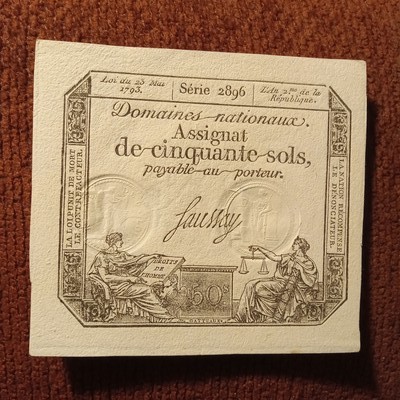 Loi du 23 Mai
1793.
Série 2896
L'An 2me de la
République.
Domaines nationaux.
Assignat
de cinquante sols,
payable au porteur.
LA LOI PUNIT DE MORT
LE CONTREFACTEUR.
LA NATION RÉCOMPENSE
LE DÉNONCIATEUR.
Saussay
DROITS
DE
L'HOMME
50